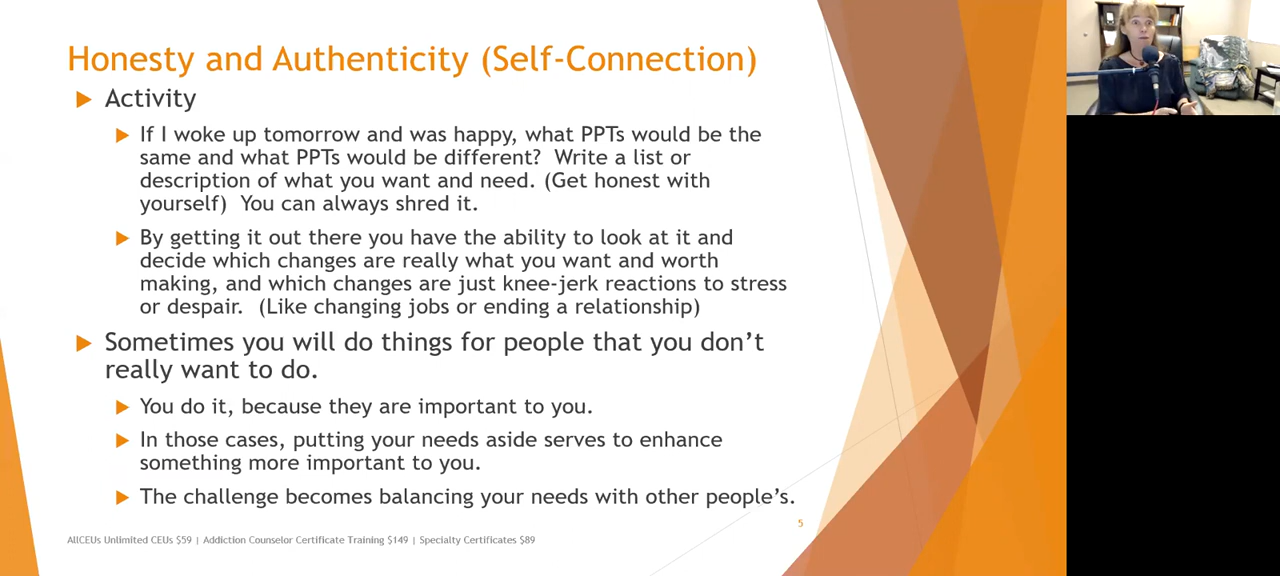 Honesty and Authenticity (Self-Connection)
Activity
If I woke up tomorrow and was happy, what PPTs would be the
same and what PPTs would be different?  Write a list or
description of what you want and need. (Get honest with
yourself)  You can always shred it.
By getting it out there you have the ability to look at it and
decide which changes are really what you want and worth
making, and which changes are just knee-jerk reactions to stress
or despair.  (Like changing jobs or ending a relationship)
Sometimes you will do things for people that you don’t
really want to do.
You do it, because they are important to you.
In those cases, putting your needs aside serves to enhance
something more important to you.
The challenge becomes balancing your needs with other people’s.
5
AllCEUs Unlimited CEUs $59 | Addiction Counselor Certificate Training $149 | Specialty Certificates $89